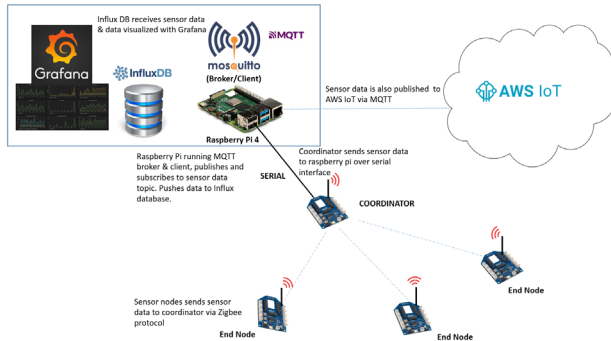 Influx DB receives sensor data
& data visualized with Grafana
Grafana
InfluxDB
MQTT
mosquitto
(Broker/Client)
Raspberry Pi 4
Sensor data is also published to
AWS IoT via MQTT
AWS IoT
Raspberry Pi running MQTT
broker & client, publishes and
subscribes to sensor data
topic. Pushes data to Influx
database.
SERIAL
Coordinator sends sensor data
to raspberry pi over serial
interface
COORDINATOR
End Node
Sensor nodes sends sensor
data to coordinator via Zigbee
protocol
End Node
End Node